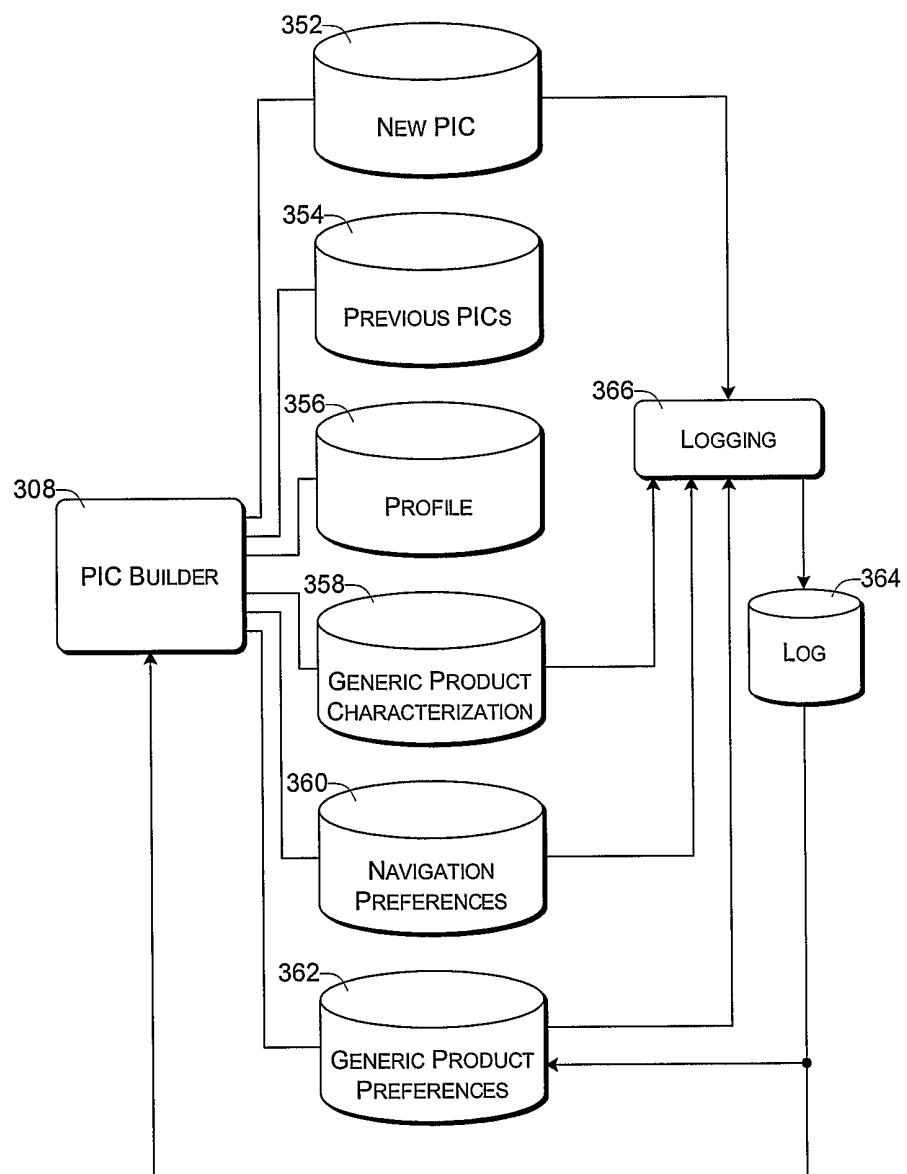 352
NEW PIC
354
PREVIOUS PICS
356
366
LOGGING
308
PROFILE
PIC BUILDER
358
364
LOG
GENERIC PRODUCT
CHARACTERIZATION
360
NAVIGATION
PREFERENCES
362
GENERIC PRODUCT
PREFERENCES